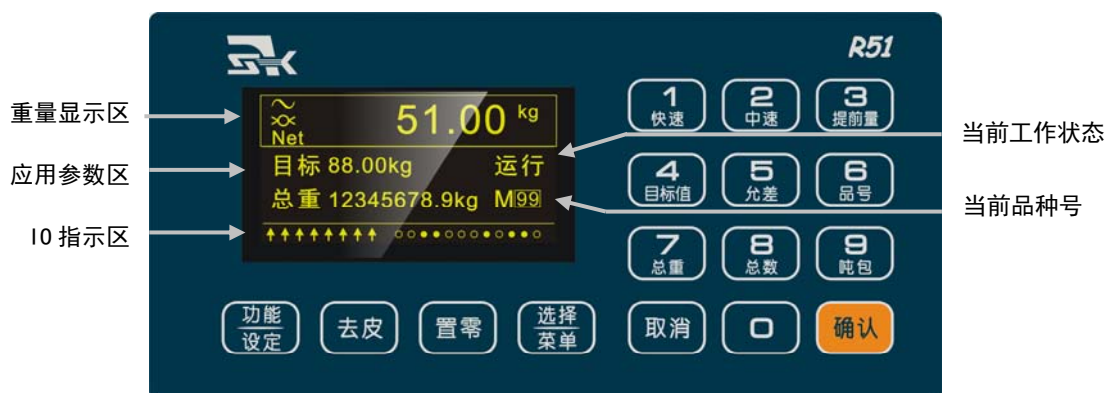 R51
重量显示区
51.00 kg
Net
应用参数区
目标 88.00kg 运行
总重 12345678.9kg M99
IO指示区
当前工作状态
当前品种号
1 快速
2 中速
3 提前量
4 目标值
5 允差
6 品号
7 总重
8 总数
9 吨包
功能
设定
去皮
置零
选择
菜单
取消
0
确认